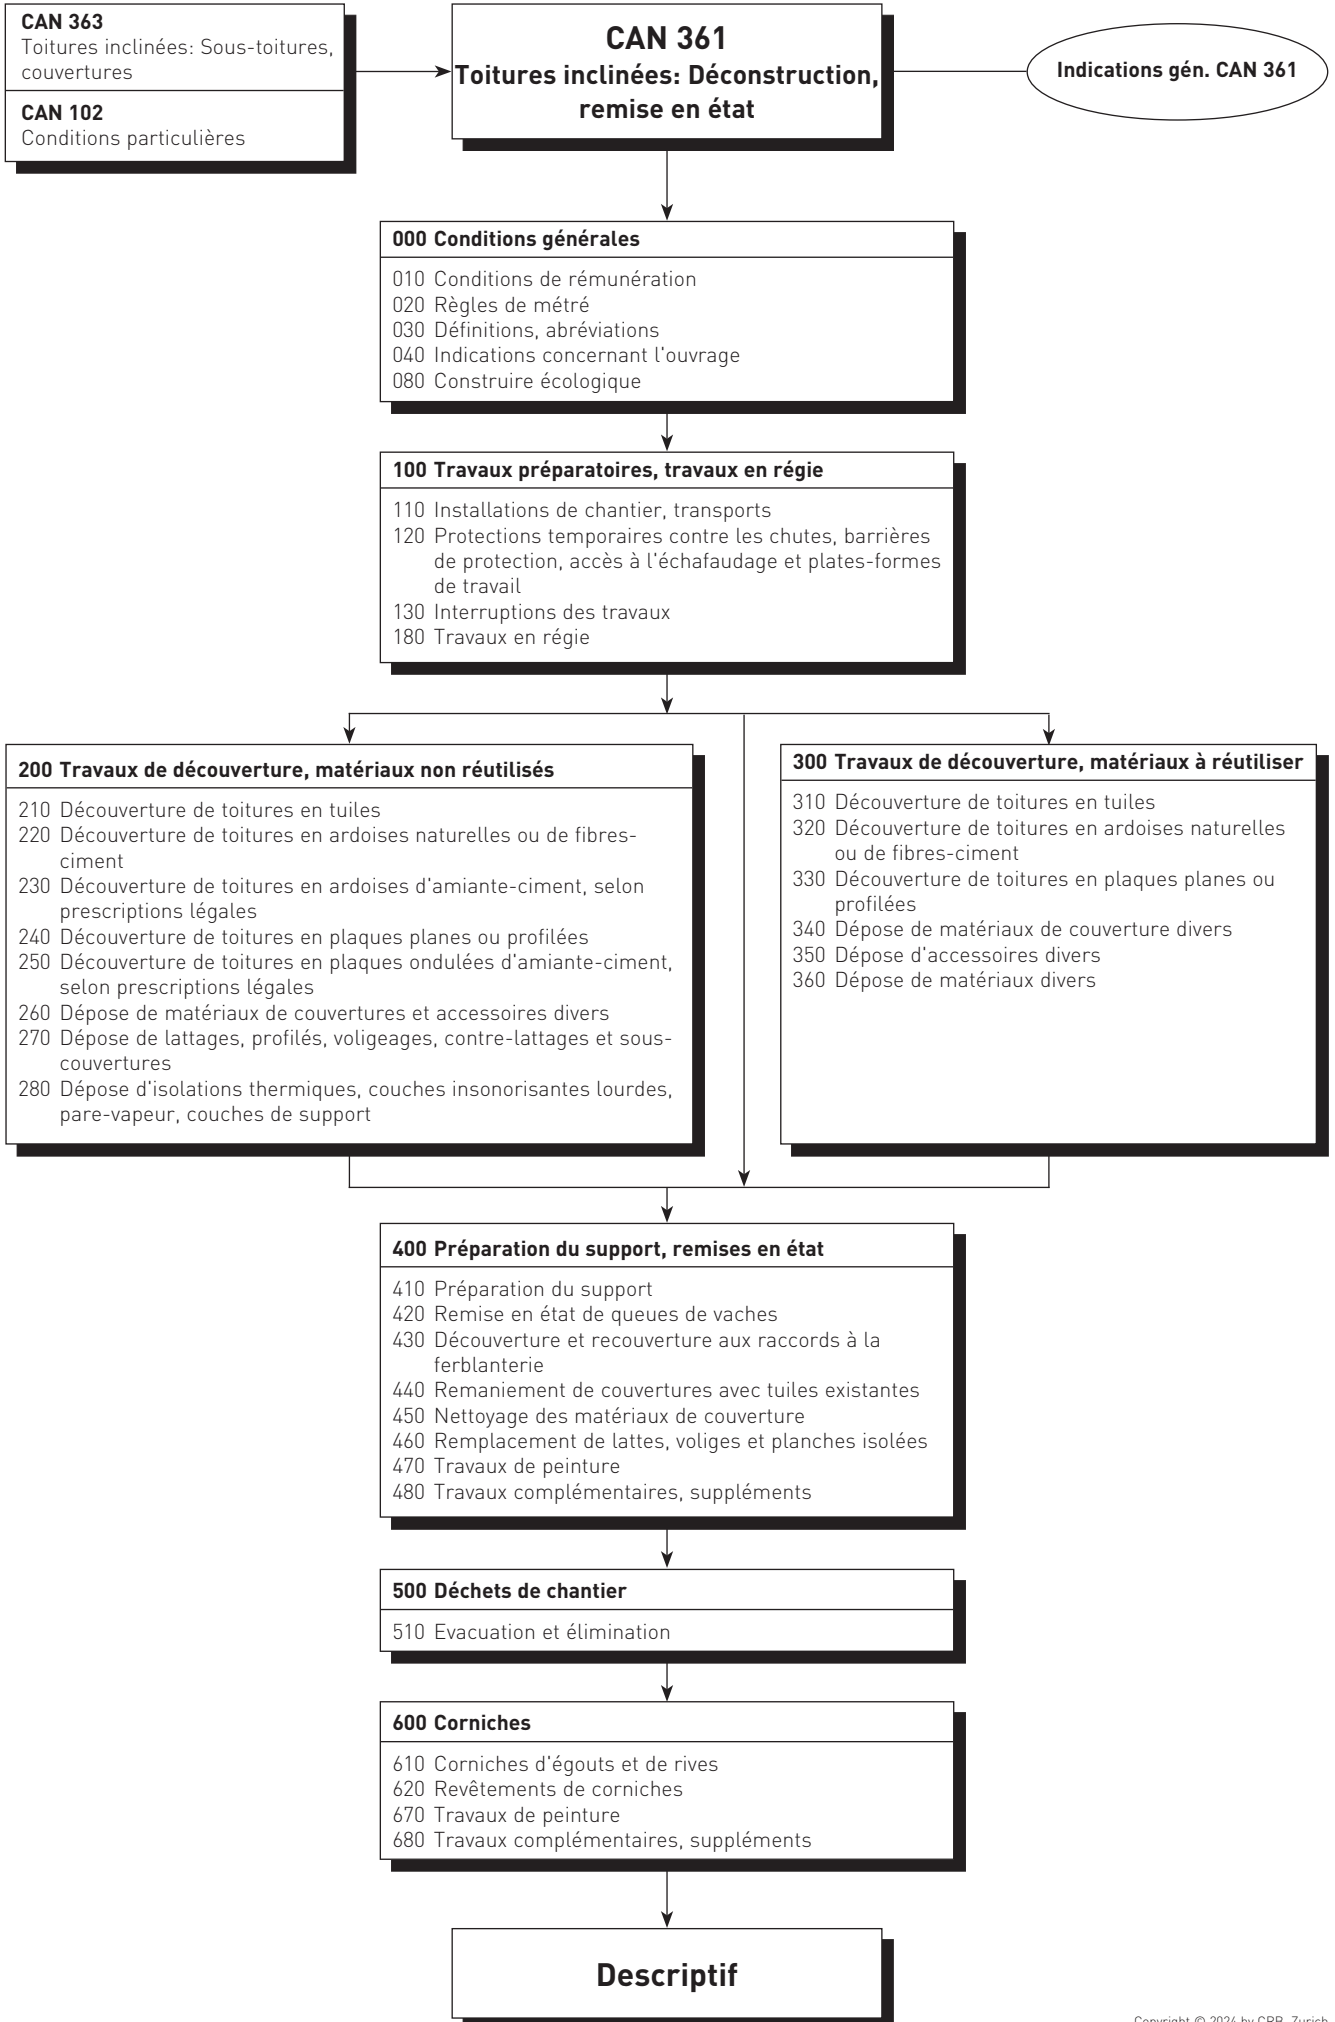 CAN 363
Toitures inclinées: Sous-toitures,
couvertures
CAN 102
Conditions particulières
CAN 361
Toitures inclinées: Déconstruction,
remise en état
Indications gén. CAN 361
000 Conditions générales
010 Conditions de rémunération
020 Règles de métré
030 Définitions, abréviations
040 Indications concernant l'ouvrage
080 Construire écologique
100 Travaux préparatoires, travaux en régie
110 Installations de chantier, transports
120 Protections temporaires contre les chutes, barrières
de protection, accès à l'échafaudage et plates-formes
de travail
130 Interruptions des travaux
180 Travaux en régie
200 Travaux de découverture, matériaux non réutilisés
210 Découverture de toitures en tuiles
220 Découverture de toitures en ardoises naturelles ou de fibres-
ciment
230 Découverture de toitures en ardoises d'amiante-ciment, selon
prescriptions légales
240 Découverture de toitures en plaques planes ou profilées
250 Découverture de toitures en plaques ondulées d'amiante-ciment,
selon prescriptions légales
260 Dépose de matériaux de couvertures et accessoires divers
270 Dépose de lattages, profilés, voligeages, contre-lattages et sous-
couvertures
280 Dépose d'isolations thermiques, couches insonorisantes lourdes,
pare-vapeur, couches de support
300 Travaux de découverture, matériaux à réutiliser
310 Découverture de toitures en tuiles
320 Découverture de toitures en ardoises naturelles
ou de fibres-ciment
330 Découverture de toitures en plaques planes ou
profilées
340 Dépose de matériaux de couverture divers
350 Dépose d'accessoires divers
360 Dépose de matériaux divers
400 Préparation du support, remises en état
410 Préparation du support
420 Remise en état de queues de vaches
430 Découverture et recouverture aux raccords à la
ferblanterie
440 Remaniement de couvertures avec tuiles existantes
450 Nettoyage des matériaux de couverture
460 Remplacement de lattes, voliges et planches isolées
470 Travaux de peinture
480 Travaux complémentaires, suppléments
500 Déchets de chantier
510 Evacuation et élimination
600 Corniches
610 Corniches d'égouts et de rives
620 Revêtements de corniches
670 Travaux de peinture
680 Travaux complémentaires, suppléments
Descriptif
Copyright © 2024 by CRB, Zurich